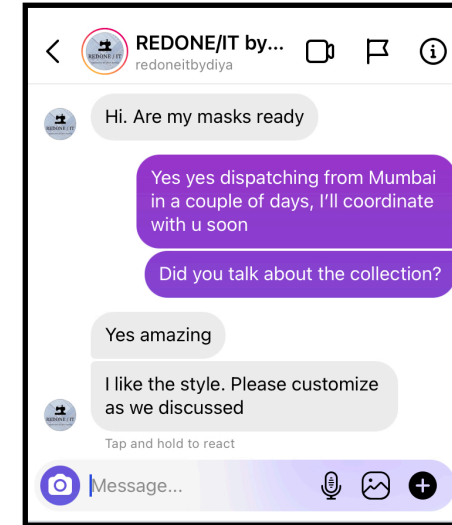 REDONE/IT by...
redoneitbydiya
Hi. Are my masks ready
Yes yes dispatching from Mumbai
in a couple of days, I'll coordinate
with u soon
Did you talk about the collection?
Yes amazing
I like the style. Please customize
as we discussed
Tap and hold to react
Message...